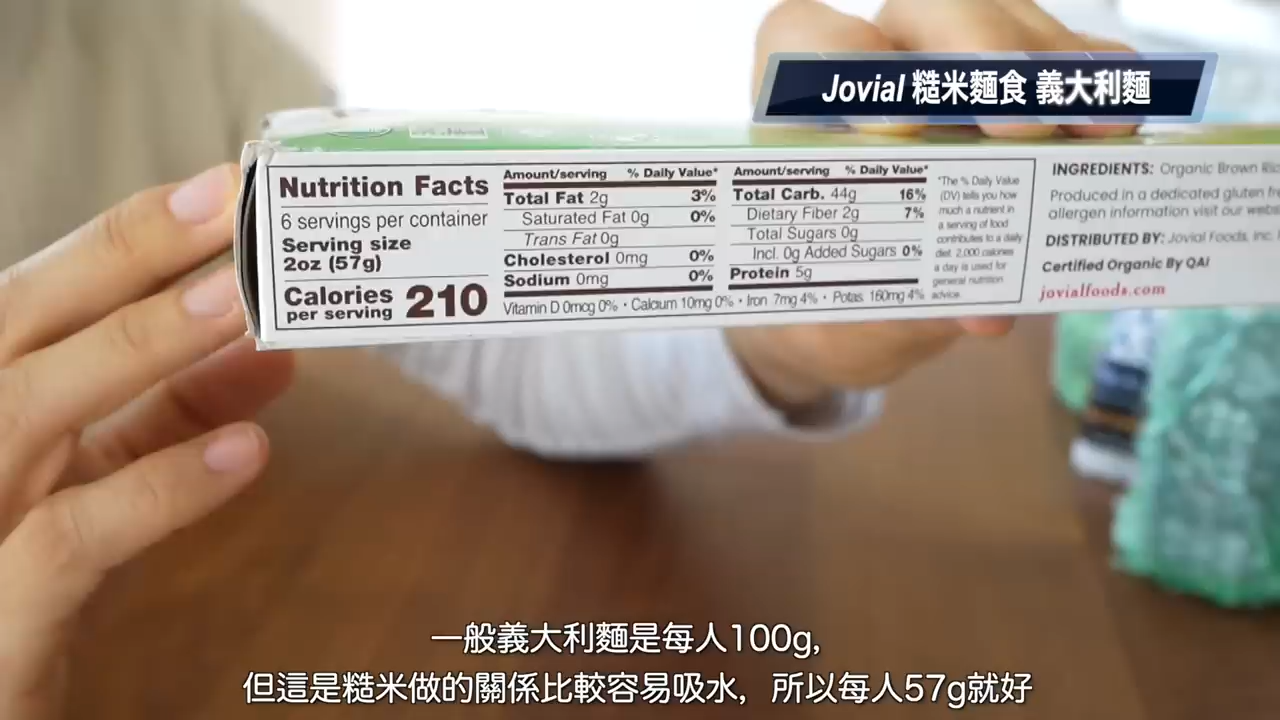 Jovial 糙米麵食 義大利麵
Nutrition Facts
6 servings per container
Serving size
2oz (57g)
Calories
per serving 210
Amount/serving % Daily Value*
Total Fat 2g 3%
Saturated Fat 0g 0%
Trans Fat 0g
Cholesterol 0mg 0%
Sodium 0mg 0%
Amount/serving % Daily Value*
Total Carb. 44g 16%
Dietary Fiber 2g 7%
Total Sugars 0g
Incl. 0g Added Sugars 0%
Protein 5g
Vitamin D 0mcg 0% • Calcium 10mg 0% • Iron .7mg 4% • Potas. 160mg 4%
*The % Daily Value
(DV) tells you how
much a nutrient in
a serving of food
contributes to a daily
diet. 2,000 calories
a day is used for
general nutrition
advice.
INGREDIENTS: Organic Brown
Produced in a dedicated gluten
allergen information visit our
DISTRIBUTED BY: Jovial Foods, Inc.
Certified Organic By QAI
jovialfoods.com
一般義大利麵是每人100g,
但這是糙米做的關係比較容易吸水, 所以每人57g就好